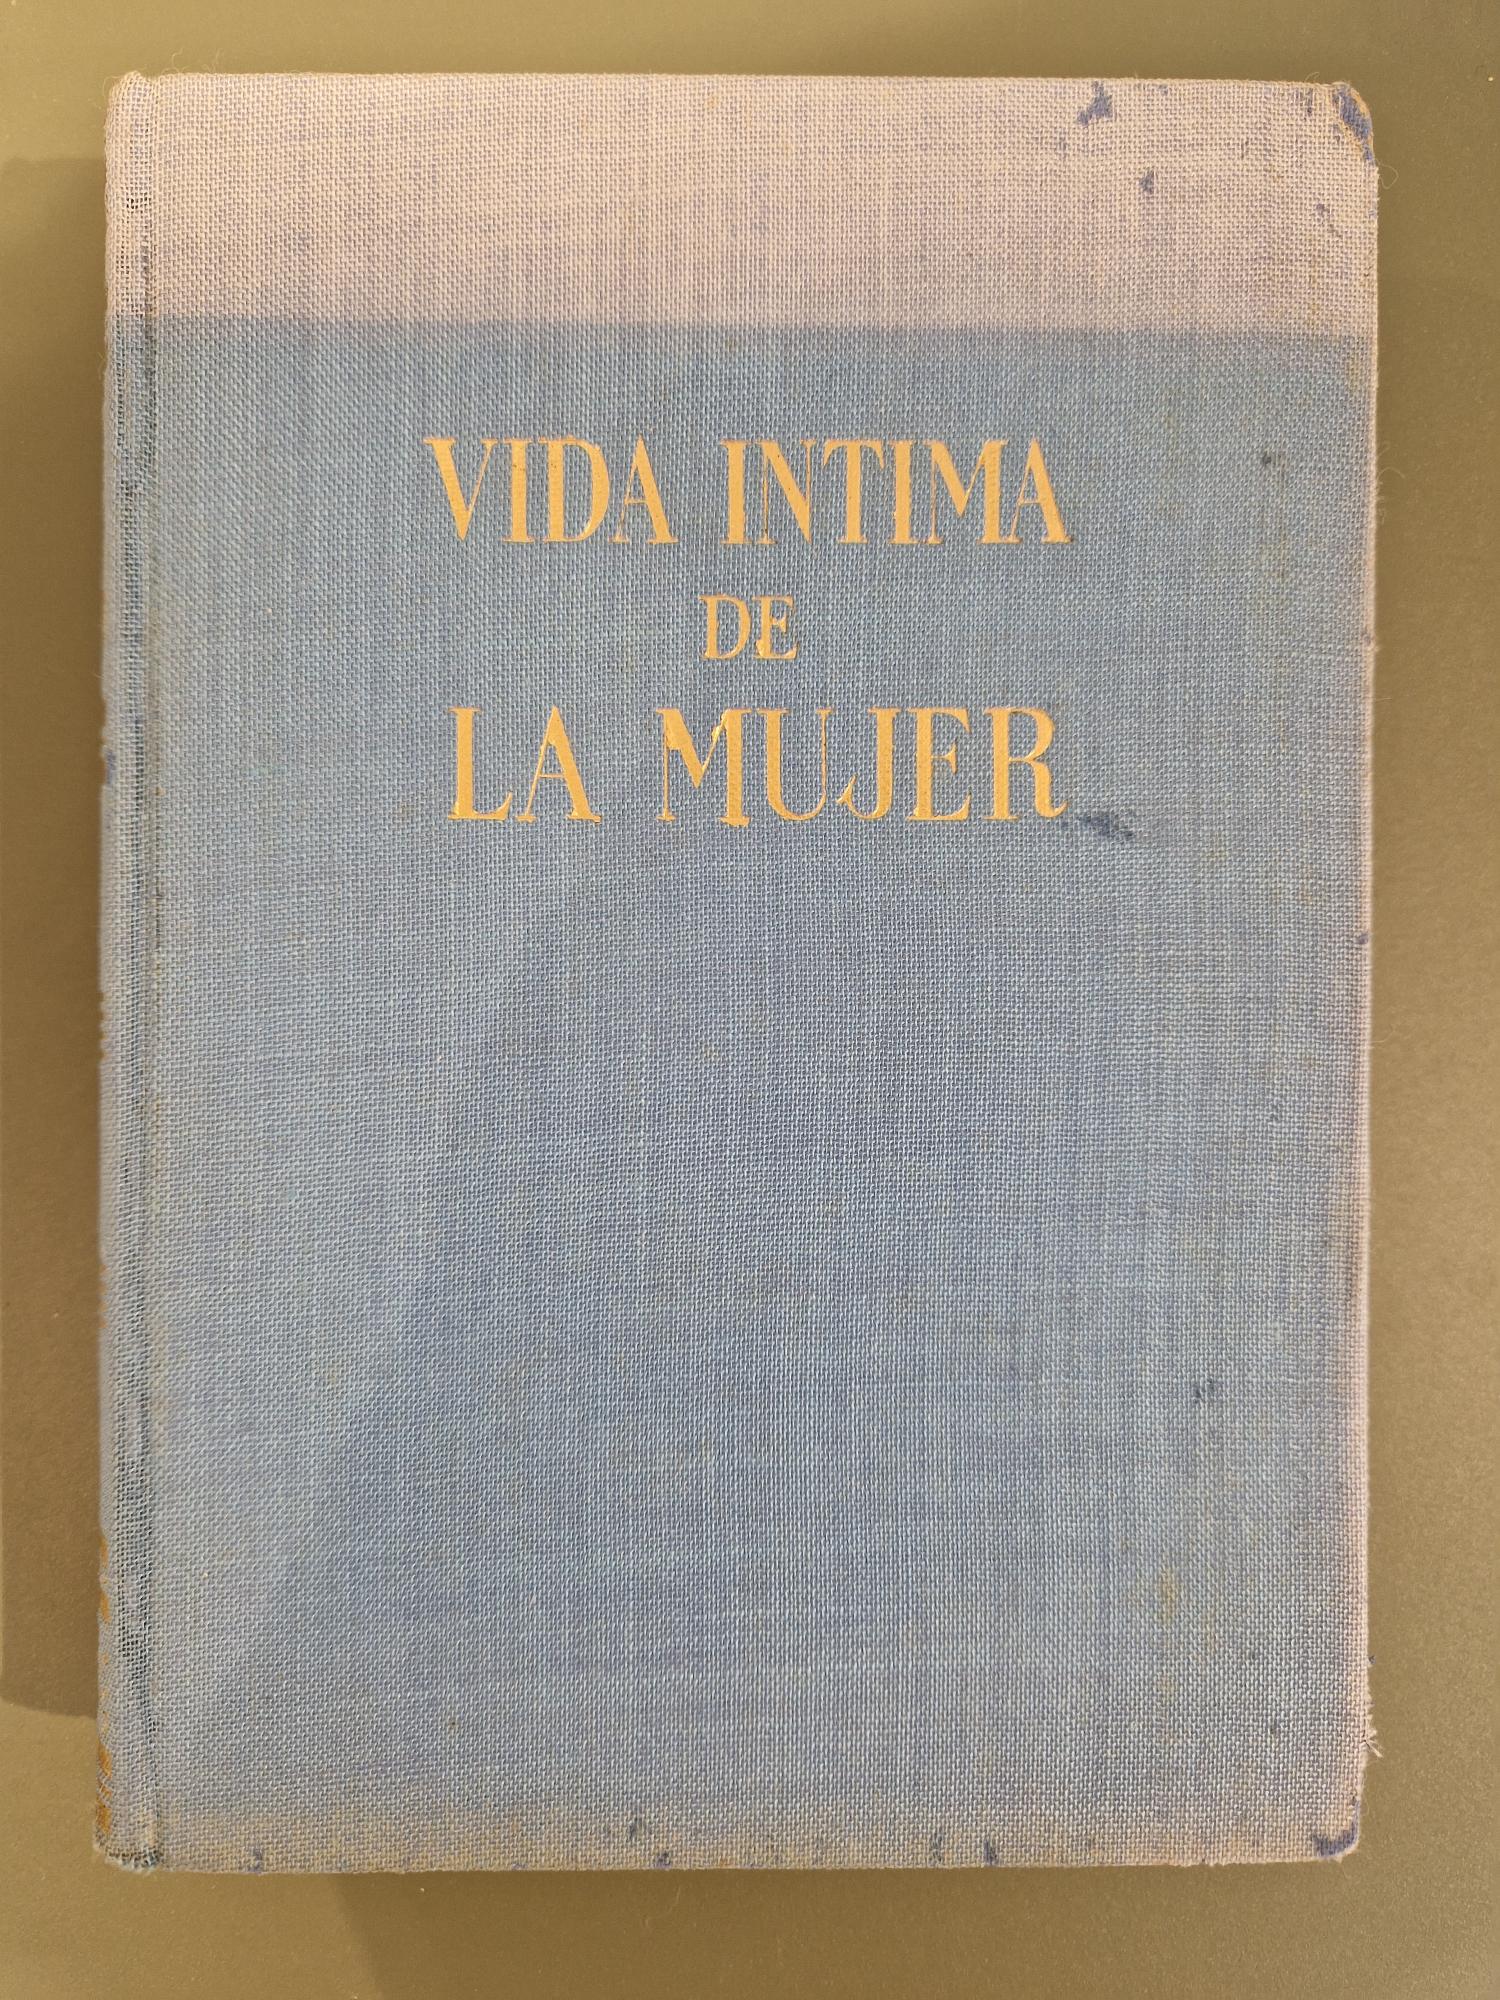 VIDA INTIMA
DE
LA MUJER